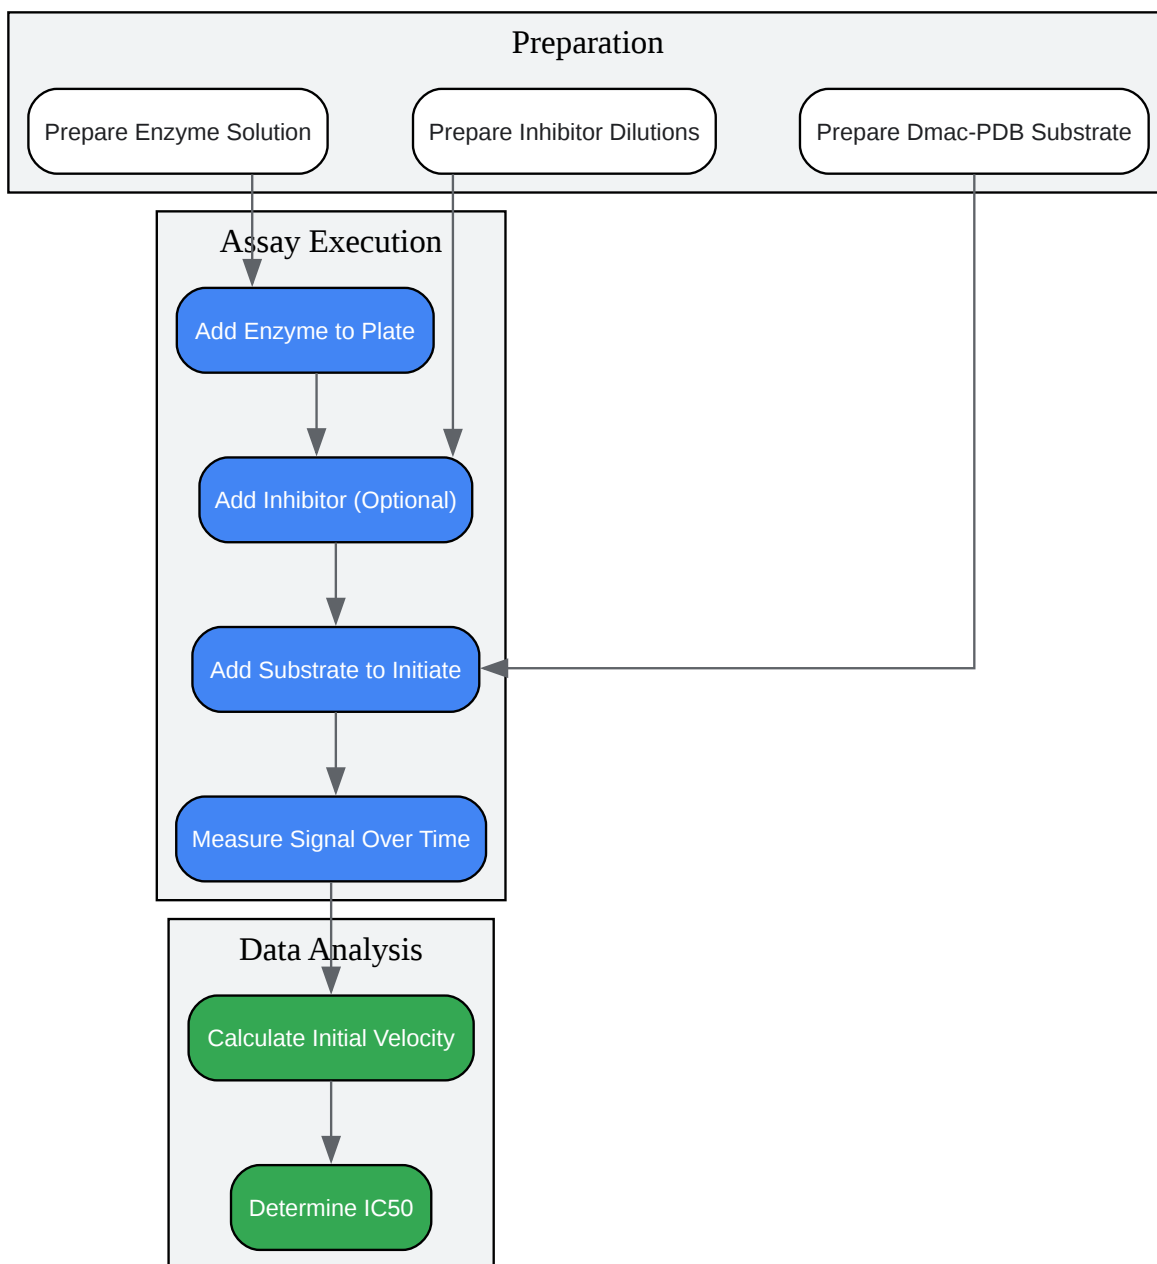 Preparation
Prepare Enzyme Solution
Prepare Inhibitor Dilutions
Prepare Dmac-PDB Substrate
Assay Execution
Add Enzyme to Plate
Add Inhibitor (Optional)
Add Substrate to Initiate
Measure Signal Over Time
Data Analysis
Calculate Initial Velocity
Determine IC50